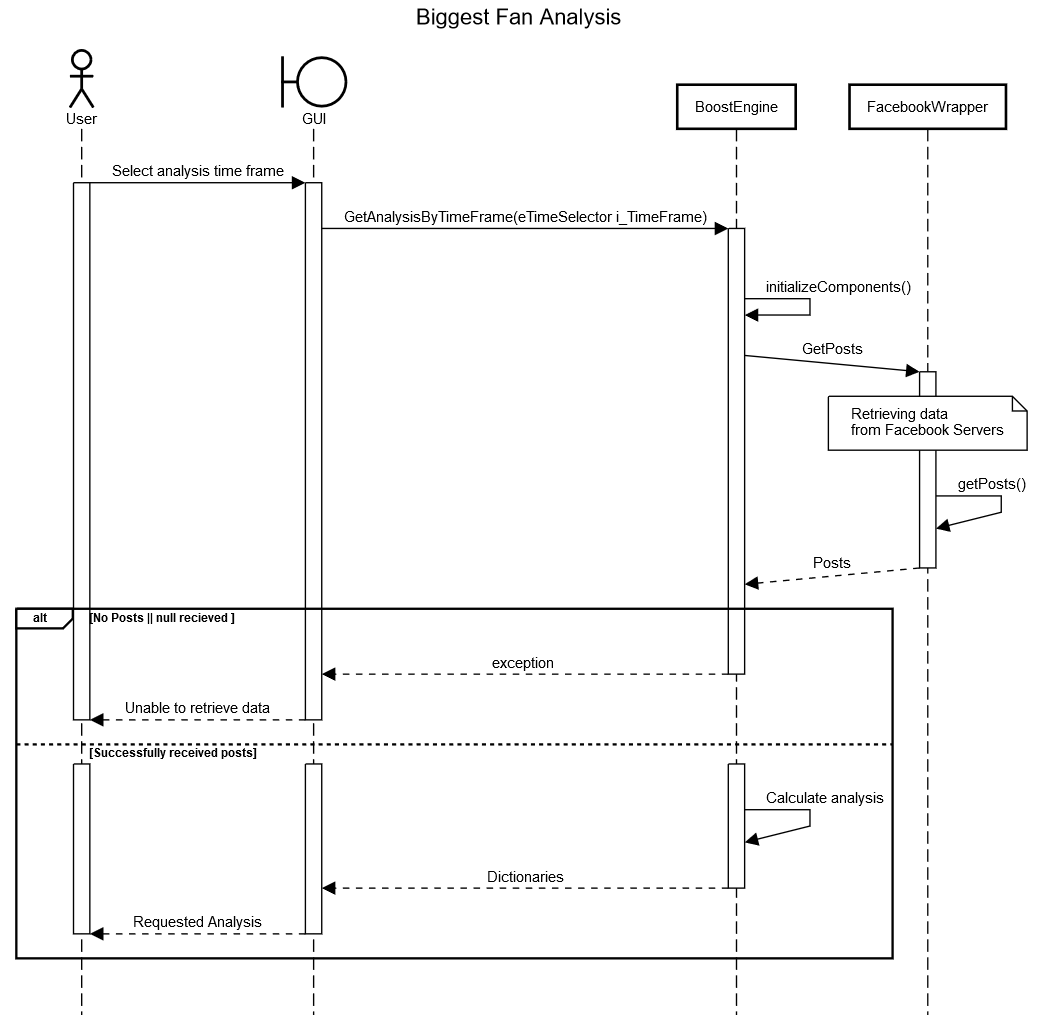 Biggest Fan Analysis
User
GUI
BoostEngine
FacebookWrapper
Select analysis time frame
GetAnalysisByTimeFrame(eTimeSelector i_TimeFrame)
initializeComponents()
GetPosts
Retrieving data
from Facebook Servers
getPosts()
Posts
alt
[No Posts || null recieved ]
exception
Unable to retrieve data
[Successfully received posts]
Calculate analysis
Dictionaries
Requested Analysis